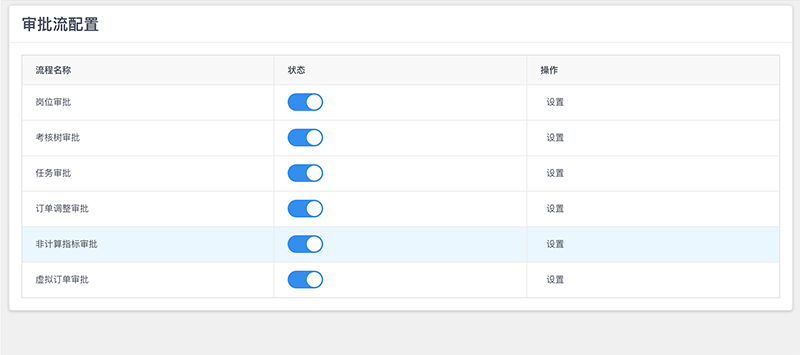 审批流配置
流程名称 状态 操作
岗位审批 设置
考核树审批 设置
任务审批 设置
订单调整审批 设置
非计算指标审批 设置
虚拟订单审批 设置